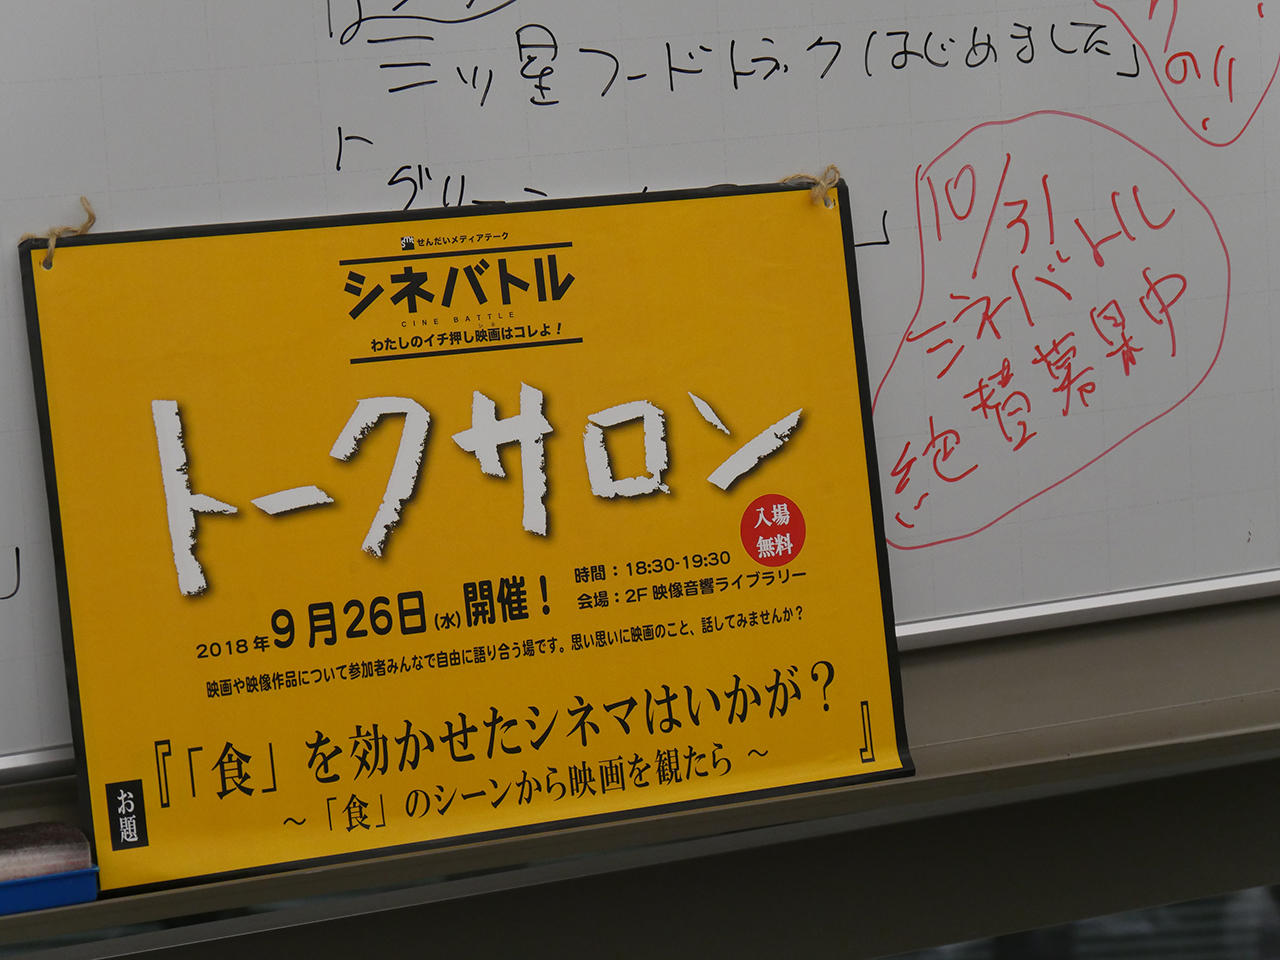 三ツ星フードトラックはじめました」
のり
ト
グリーン
」
10/31
シネバトル
絶賛募集中
」
せんだいメディアテーク
シネバトル
CINE BATTLE
シネ
わたしのイチ押し映画はコレよ！
トークサロン
入場
無料
2018年9月26日(水)開催！
時間：18:30-19:30
会場：2F 映像音響ライブラリー
映画や映像作品について参加者みんなで自由に語り合う場です。思い思いに映画のこと、話してみませんか？
お題
『「食」を効かせたシネマはいかが？
～「食」のシーンから映画を観たら～ 』